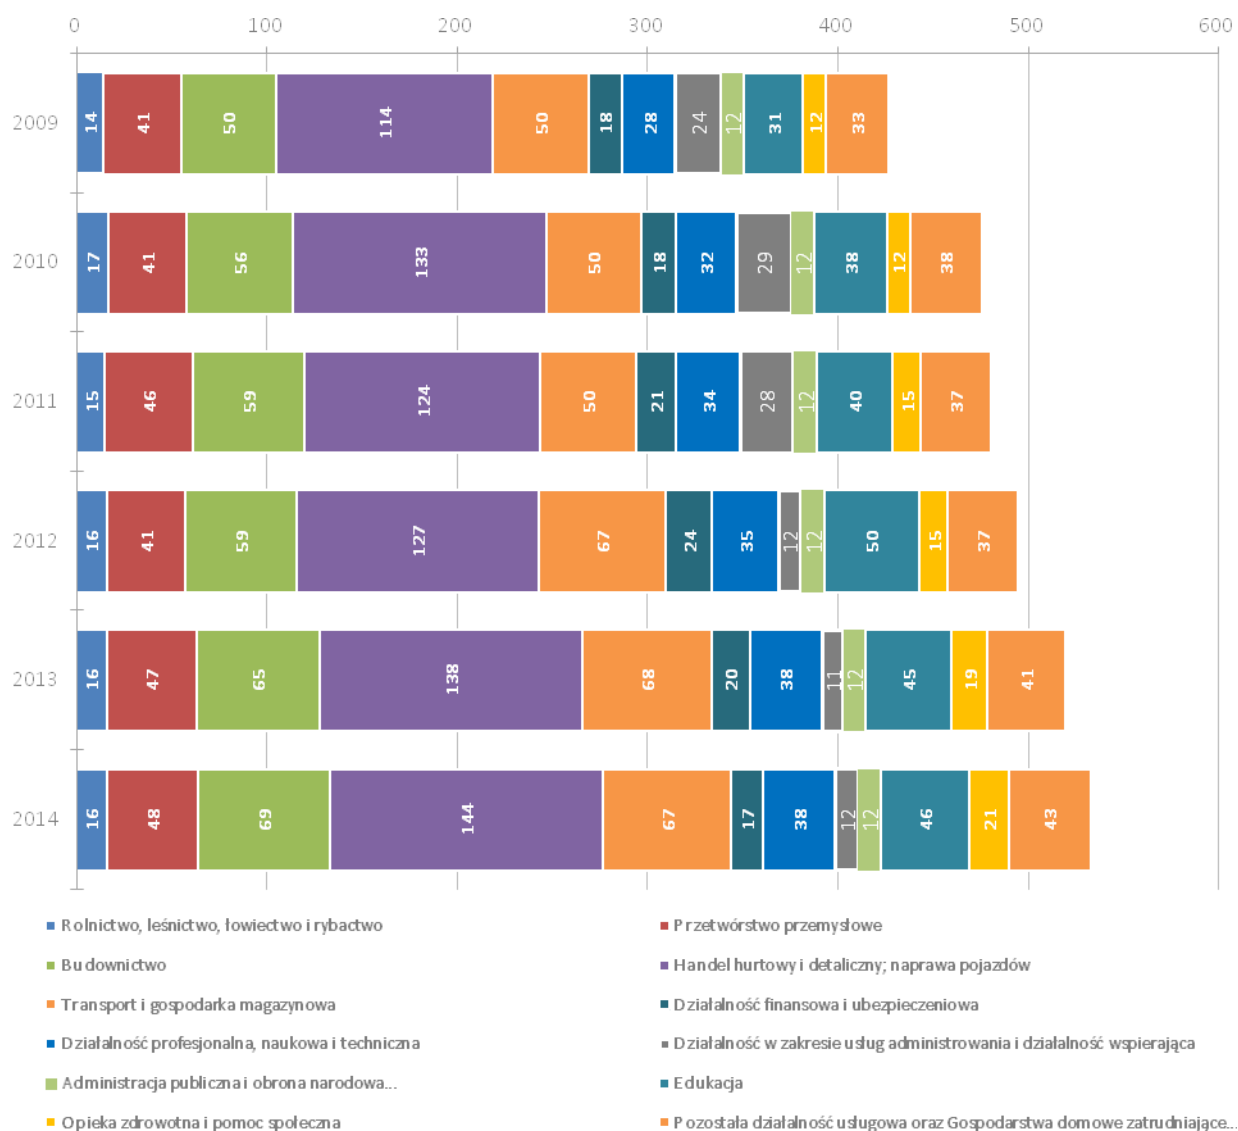 0 100 200 300 400 500 600
2009 14 41 50 114 50 18 28 24 12 31 12 33
2010 17 41 56 133 50 18 32 29 12 38 12 38
2011 15 46 59 124 50 21 34 28 12 40 15 37
2012 16 41 59 127 67 24 35 12 12 50 15 37
2013 16 47 65 138 68 20 38 11 12 45 19 41
2014 16 48 69 144 67 17 38 12 12 46 21 43
Rolnictwo, leśnictwo, łowiectwo i rybactwo Przetwórstwo przemysłowe
Budownictwo Handel hurtowy i detaliczny; naprawa pojazdów
Transport i gospodarka magazynowa Działalność finansowa i ubezpieczeniowa
Działalność profesjonalna, naukowa i techniczna Działalność w zakresie usług administrowania i działalność wspierająca
Administracja publiczna i obrona narodowa... Edukacja
Opieka zdrowotna i pomoc społeczna Pozostała działalność usługowa oraz Gospodarstwa domowe zatrudniające...